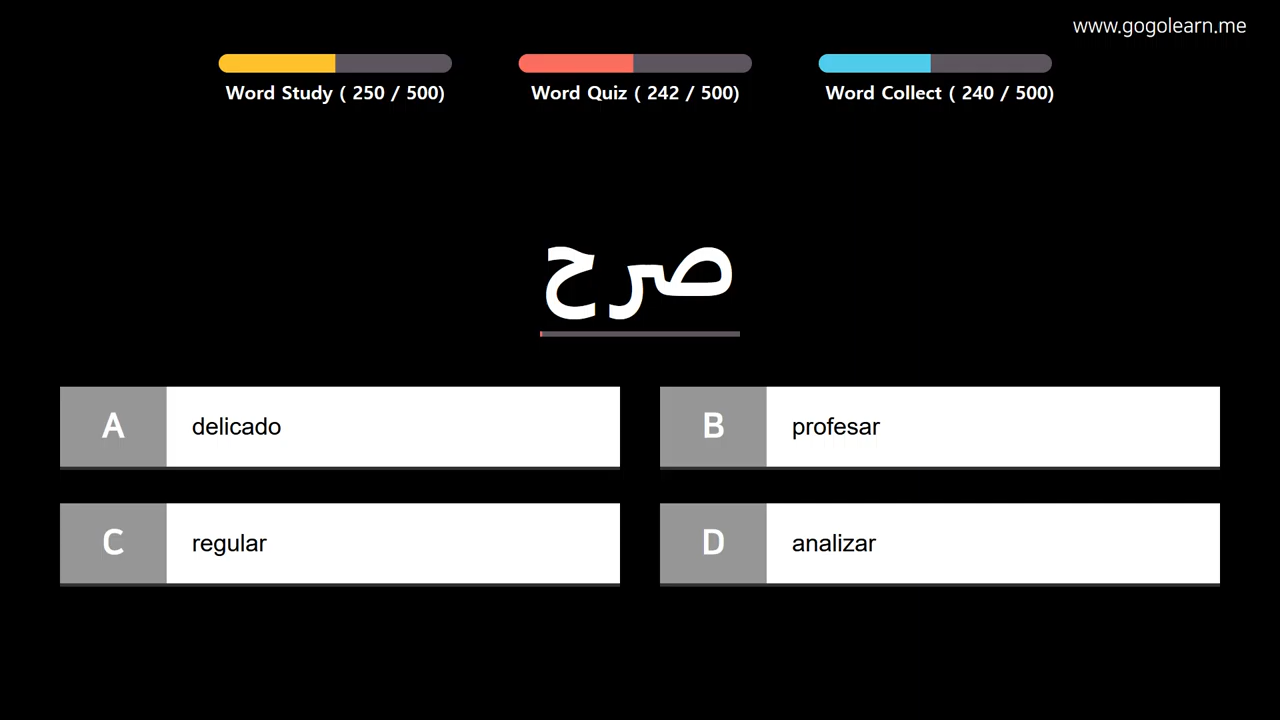 www.gogolearn.me
Word Study ( 250 / 500)
Word Quiz ( 242 / 500)
Word Collect ( 240 / 500)
صرح
A delicado
B profesar
C regular
D analizar